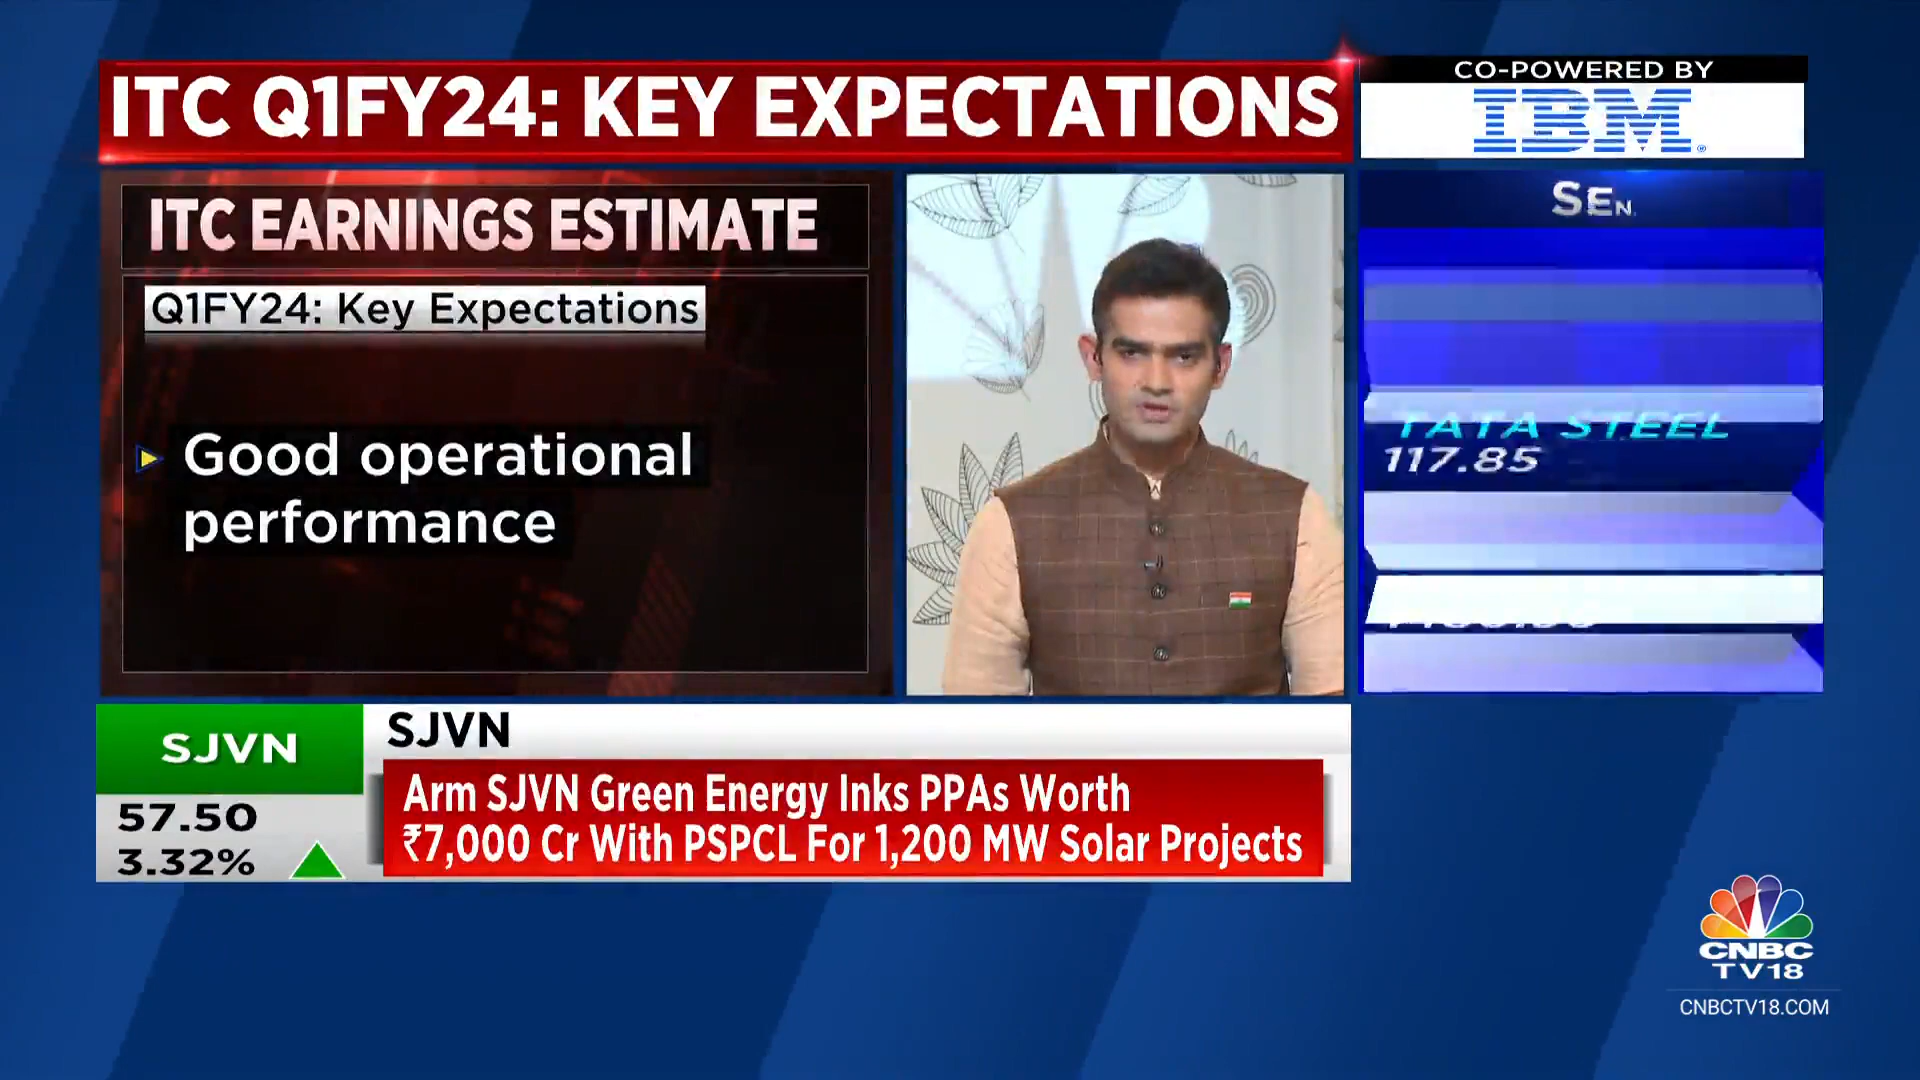 ITC Q1FY24: KEY EXPECTATIONS
CO-POWERED BY
IBM
ITC EARNINGS ESTIMATE
Q1FY24: Key Expectations
Good operational
performance
SEN
TATA STEEL
117.85
SJVN
57.50
3.32%
SJVN
Arm SJVN Green Energy Inks PPAs Worth
₹7,000 Cr With PSPCL For 1,200 MW Solar Projects
CNBC
TV18
CNBCTV18.COM